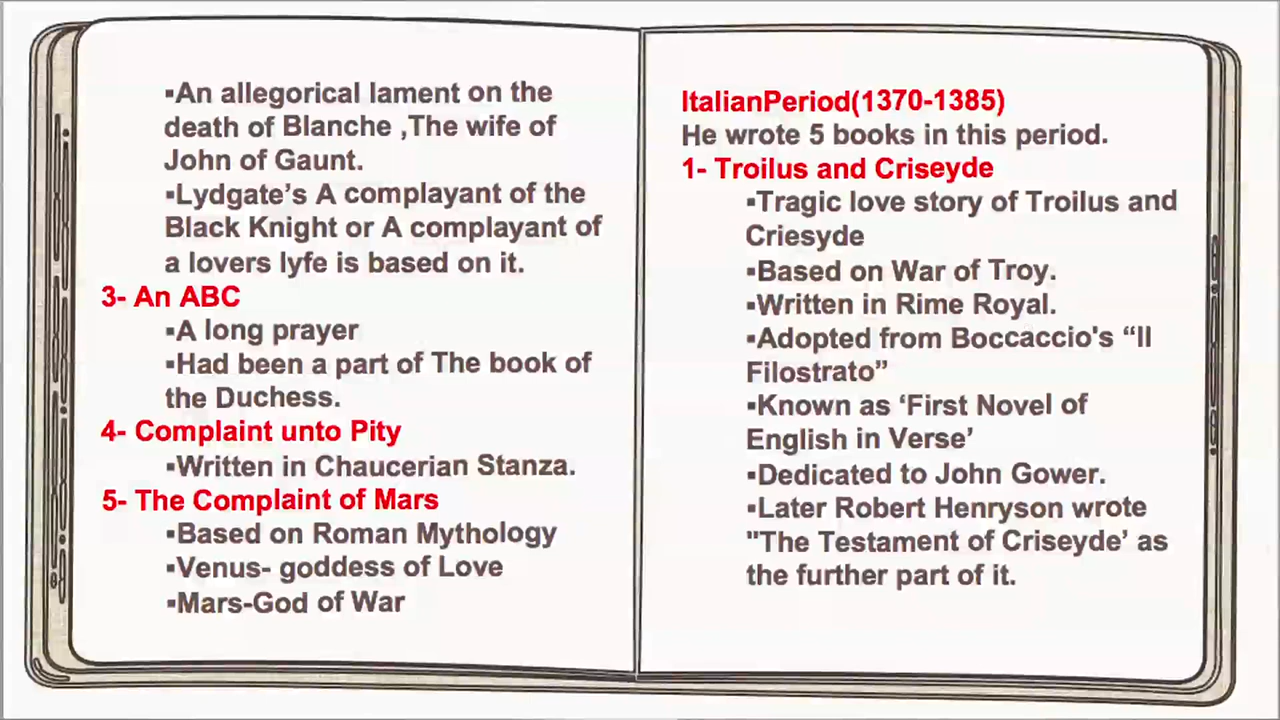 ▪An allegorical lament on the
death of Blanche ,The wife of
John of Gaunt.
▪Lydgate’s A complayant of the
Black Knight or A complayant of
a lovers lyfe is based on it.
3- An ABC
▪A long prayer
▪Had been a part of The book of
the Duchess.
4- Complaint unto Pity
▪Written in Chaucerian Stanza.
5- The Complaint of Mars
▪Based on Roman Mythology
▪Venus- goddess of Love
▪Mars-God of War
ItalianPeriod(1370-1385)
He wrote 5 books in this period.
1- Troilus and Criseyde
▪Tragic love story of Troilus and
Criesyde
▪Based on War of Troy.
▪Written in Rime Royal.
▪Adopted from Boccaccio's “Il
Filostrato”
▪Known as ‘First Novel of
English in Verse’
▪Dedicated to John Gower.
▪Later Robert Henryson wrote
"The Testament of Criseyde’ as
the further part of it.